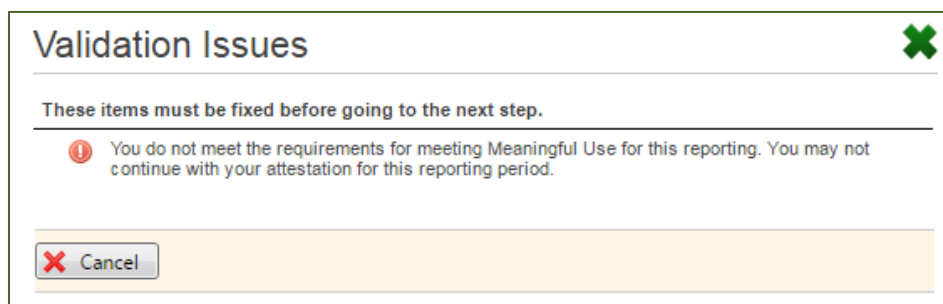 Validation Issues
These items must be fixed before going to the next step.
You do not meet the requirements for meeting Meaningful Use for this reporting. You may not
continue with your attestation for this reporting period.
Cancel